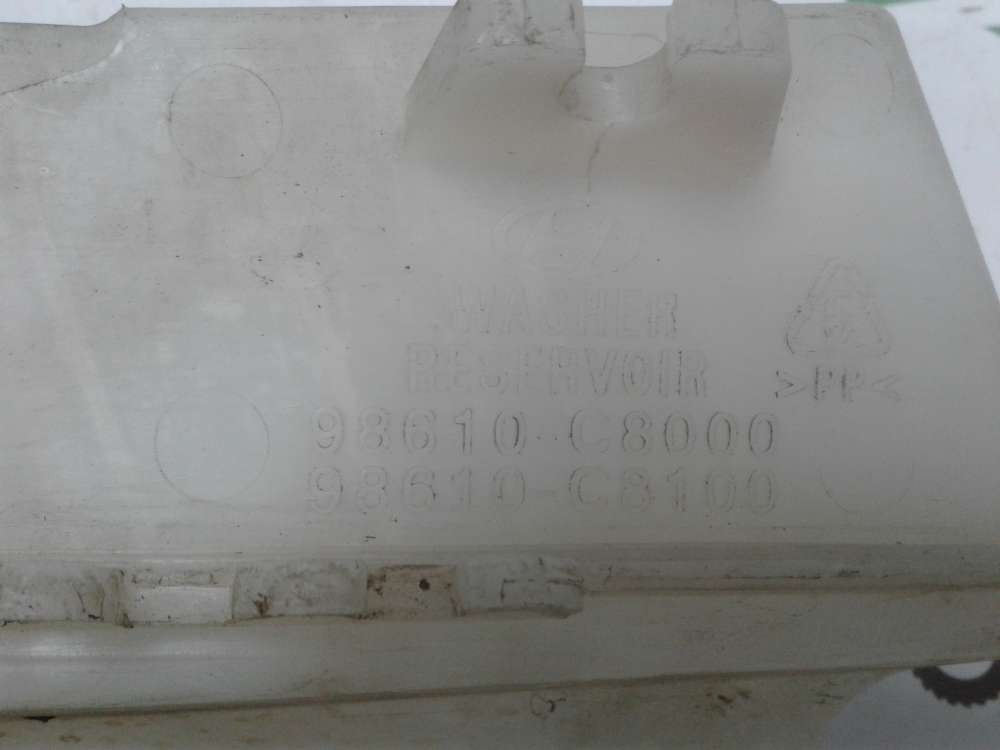 WASHER
RESERVOIR
>PP<
98610-C8000
98610-C8100